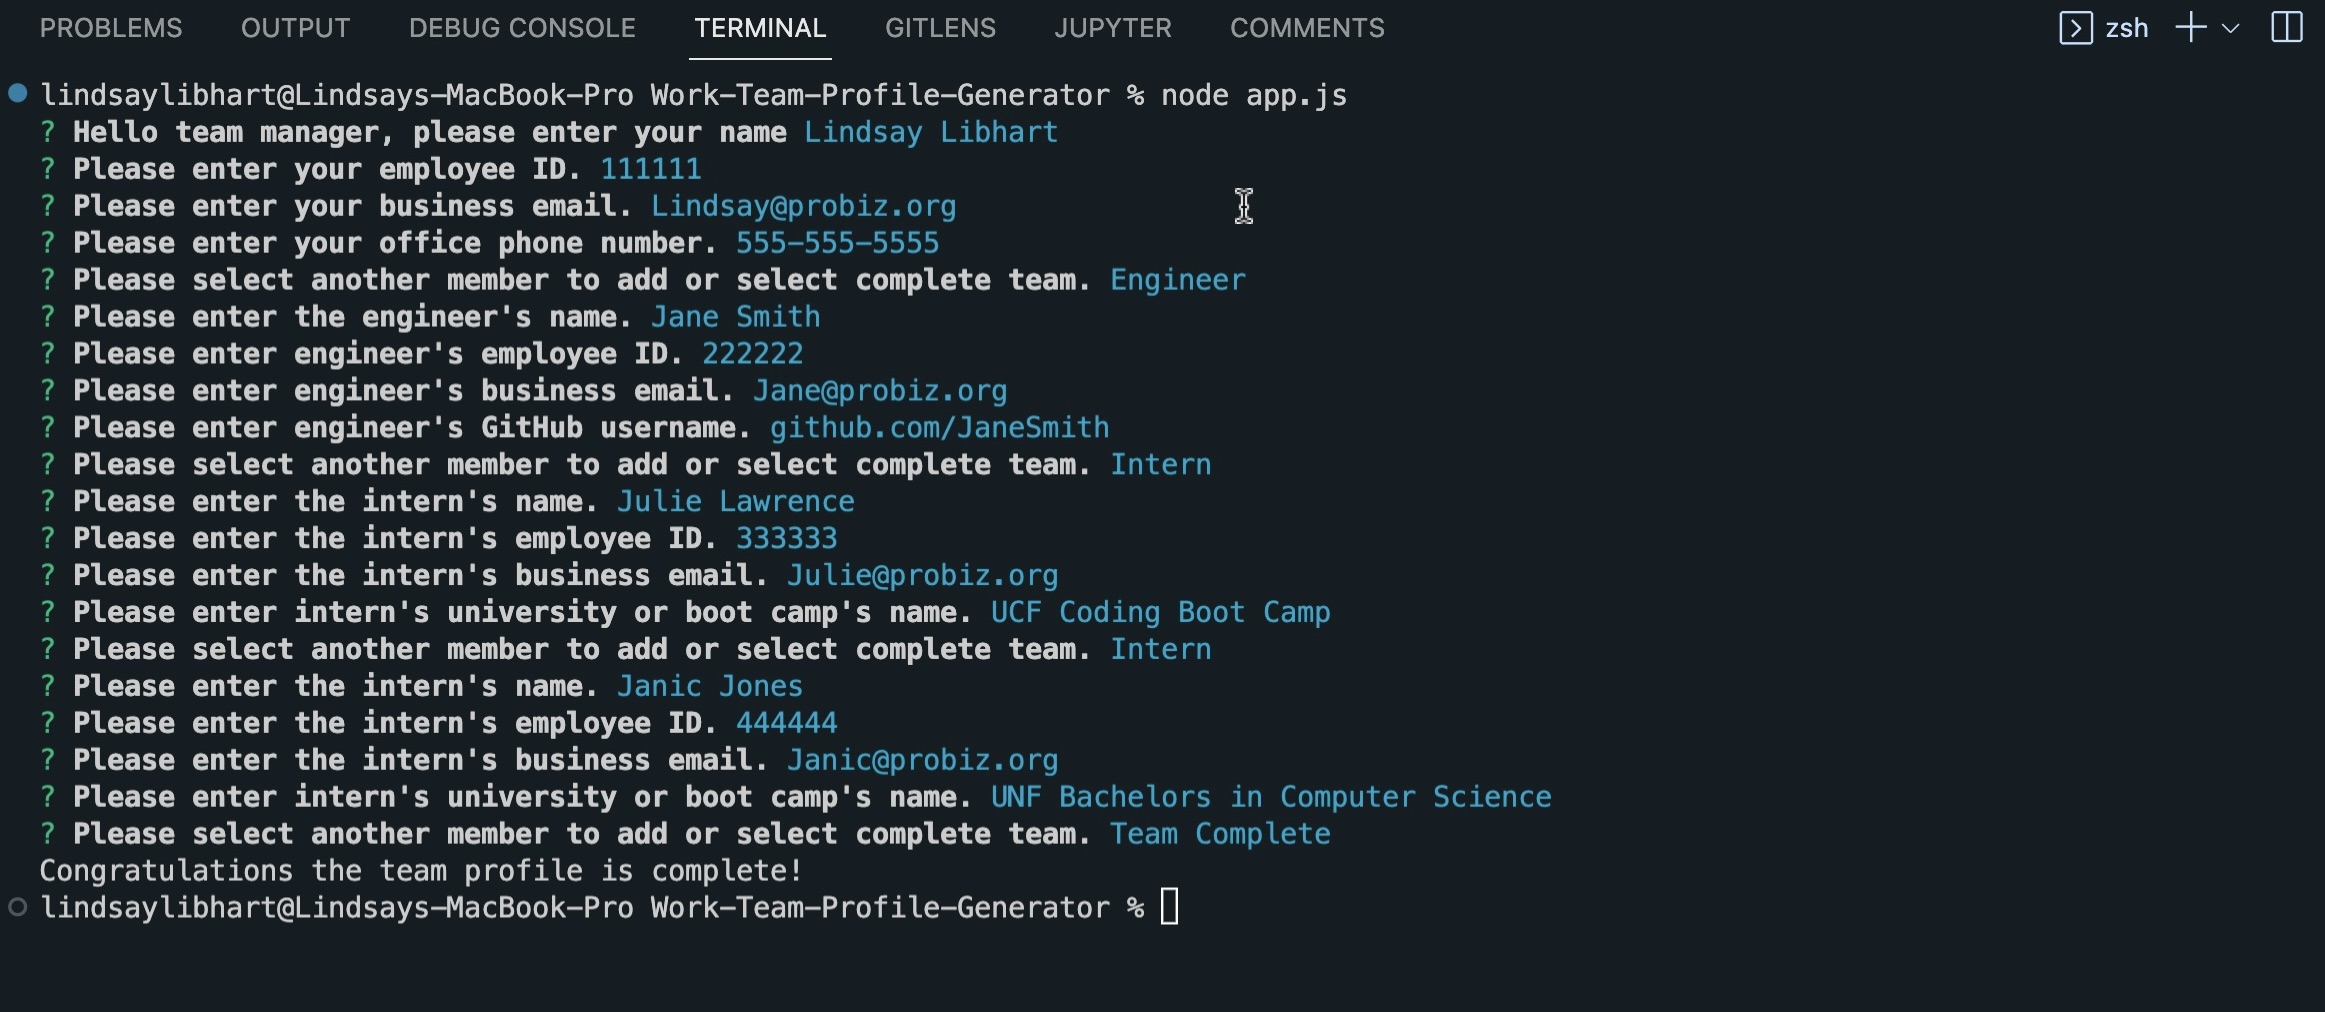 PROBLEMS OUTPUT DEBUG CONSOLE TERMINAL GITLENS JUPYTER COMMENTS zsh
lindsaylibhart@Lindsays-MacBook-Pro Work-Team-Profile-Generator % node app.js
? Hello team manager, please enter your name Lindsay Libhart
? Please enter your employee ID. 111111
? Please enter your business email. Lindsay@probiz.org
? Please enter your office phone number. 555-555-5555
? Please select another member to add or select complete team. Engineer
? Please enter the engineer's name. Jane Smith
? Please enter engineer's employee ID. 222222
? Please enter engineer's business email. Jane@probiz.org
? Please enter engineer's GitHub username. github.com/JaneSmith
? Please select another member to add or select complete team. Intern
? Please enter the intern's name. Julie Lawrence
? Please enter the intern's employee ID. 333333
? Please enter the intern's business email. Julie@probiz.org
? Please enter intern's university or boot camp's name. UCF Coding Boot Camp
? Please select another member to add or select complete team. Intern
? Please enter the intern's name. Janic Jones
? Please enter the intern's employee ID. 444444
? Please enter the intern's business email. Janic@probiz.org
? Please enter intern's university or boot camp's name. UNF Bachelors in Computer Science
? Please select another member to add or select complete team. Team Complete
Congratulations the team profile is complete!
lindsaylibhart@Lindsays-MacBook-Pro Work-Team-Profile-Generator %